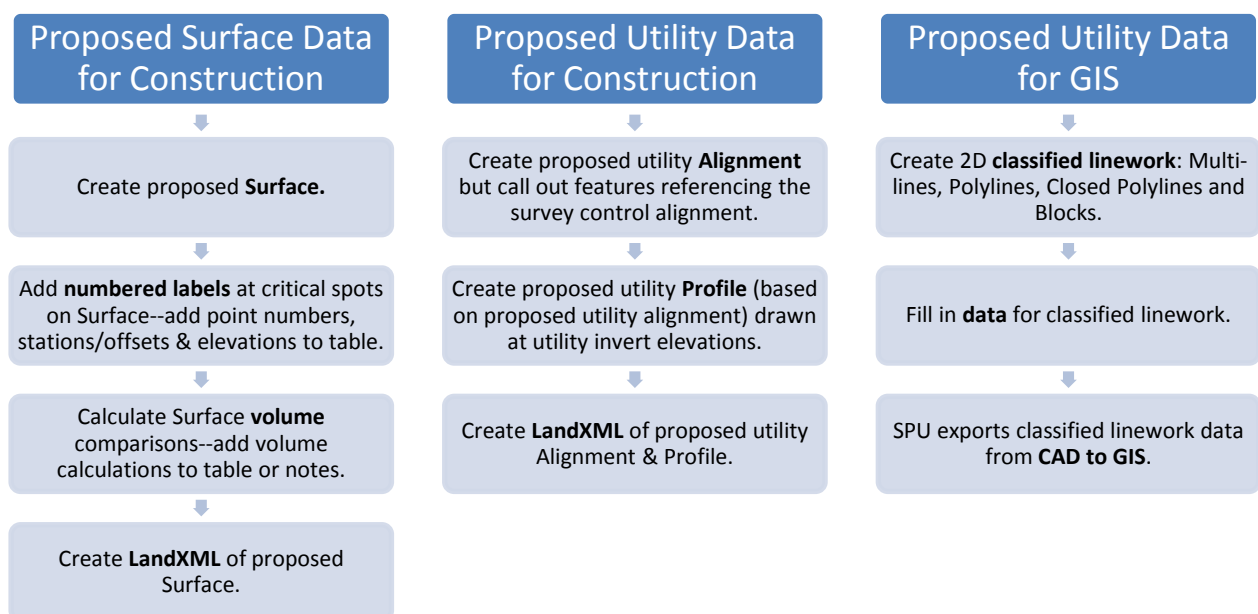 Proposed Surface Data
for Construction
Create proposed Surface.
Add numbered labels at critical spots
on Surface--add point numbers,
stations/offsets & elevations to table.
Calculate Surface volume
comparisons--add volume
calculations to table or notes.
Create LandXML of proposed
Surface.
Proposed Utility Data
for Construction
Create proposed utility Alignment
but call out features referencing the
survey control alignment.
Create proposed utility Profile (based
on proposed utility alignment) drawn
at utility invert elevations.
Create LandXML of proposed utility
Alignment & Profile.
Proposed Utility Data
for GIS
Create 2D classified linework: Multi-
lines, Polylines, Closed Polylines and
Blocks.
Fill in data for classified linework.
SPU exports classified linework data
from CAD to GIS.